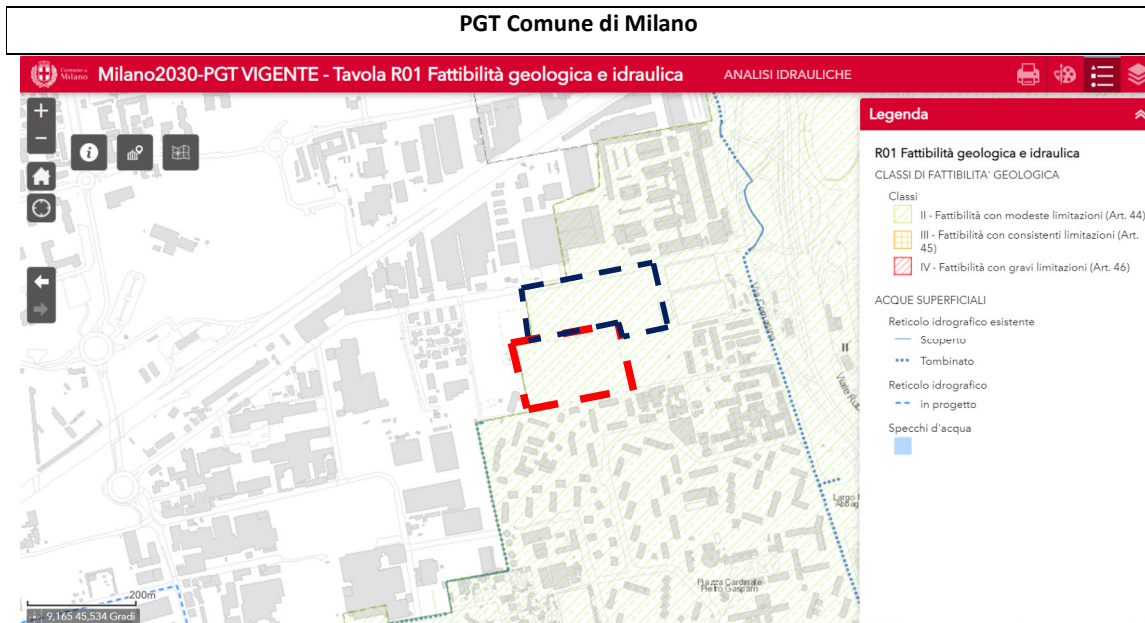 PGT Comune di Milano
Comune di
Milano
Milano2030-PGT VIGENTE - Tavola R01 Fattibilità geologica e idraulica
ANALISI IDRAULICHE
Legenda
R01 Fattibilità geologica e idraulica
CLASSI DI FATTIBILITA' GEOLOGICA
Classi
II - Fattibilità con modeste limitazioni (Art. 44)
III - Fattibilità con consistenti limitazioni (Art.
45)
IV - Fattibilità con gravi limitazioni (Art. 46)
ACQUE SUPERFICIALI
Reticolo idrografico esistente
Scoperto
Tombinato
Reticolo idrografico
in progetto
Specchi d'acqua
Piazza Cardinale
Pietro Gasparri
200m
9,165 45,534 Gradi